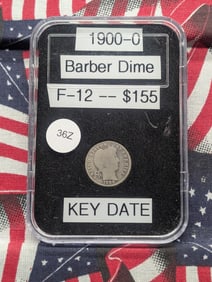 1900-O
Barber Dime
F-12 -- $155
36Z
KEY DATE